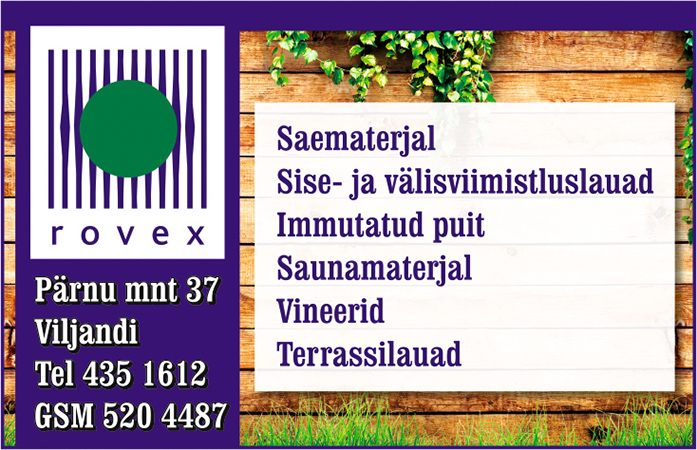 rovex
Pärnu mnt 37
Viljandi
Tel 435 1612
GSM 520 4487
Saematerjal
Sise- ja välisviimistluslauad
Immutatud puit
Saunamaterjal
Vineerid
Terrassilauad